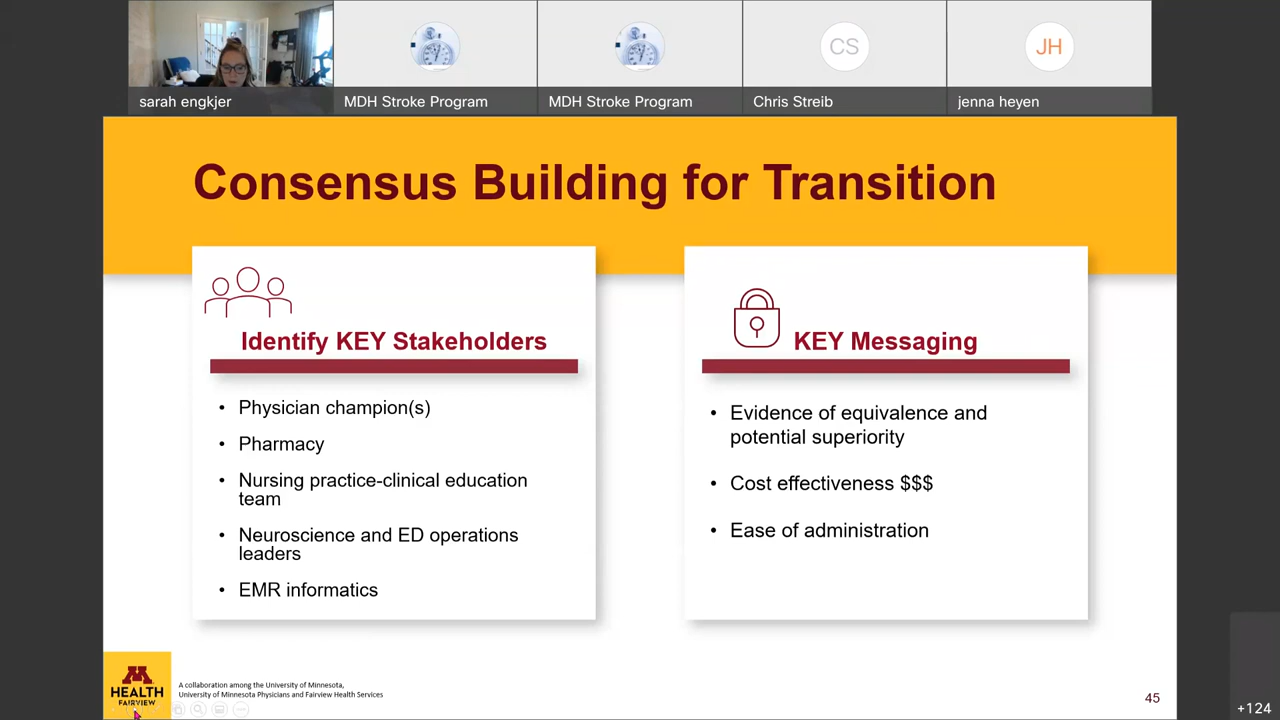 sarah engkjer
MDH Stroke Program
MDH Stroke Program
CS
Chris Streib
JH
jenna heyen
Consensus Building for Transition
Identify KEY Stakeholders
• Physician champion(s)
• Pharmacy
• Nursing practice-clinical education
team
• Neuroscience and ED operations
leaders
• EMR informatics
KEY Messaging
• Evidence of equivalence and
potential superiority
• Cost effectiveness $$$
• Ease of administration
M
HEALTH
FAIRVIEW
A collaboration among the University of Minnesota,
University of Minnesota Physicians and Fairview Health Services
45
+124